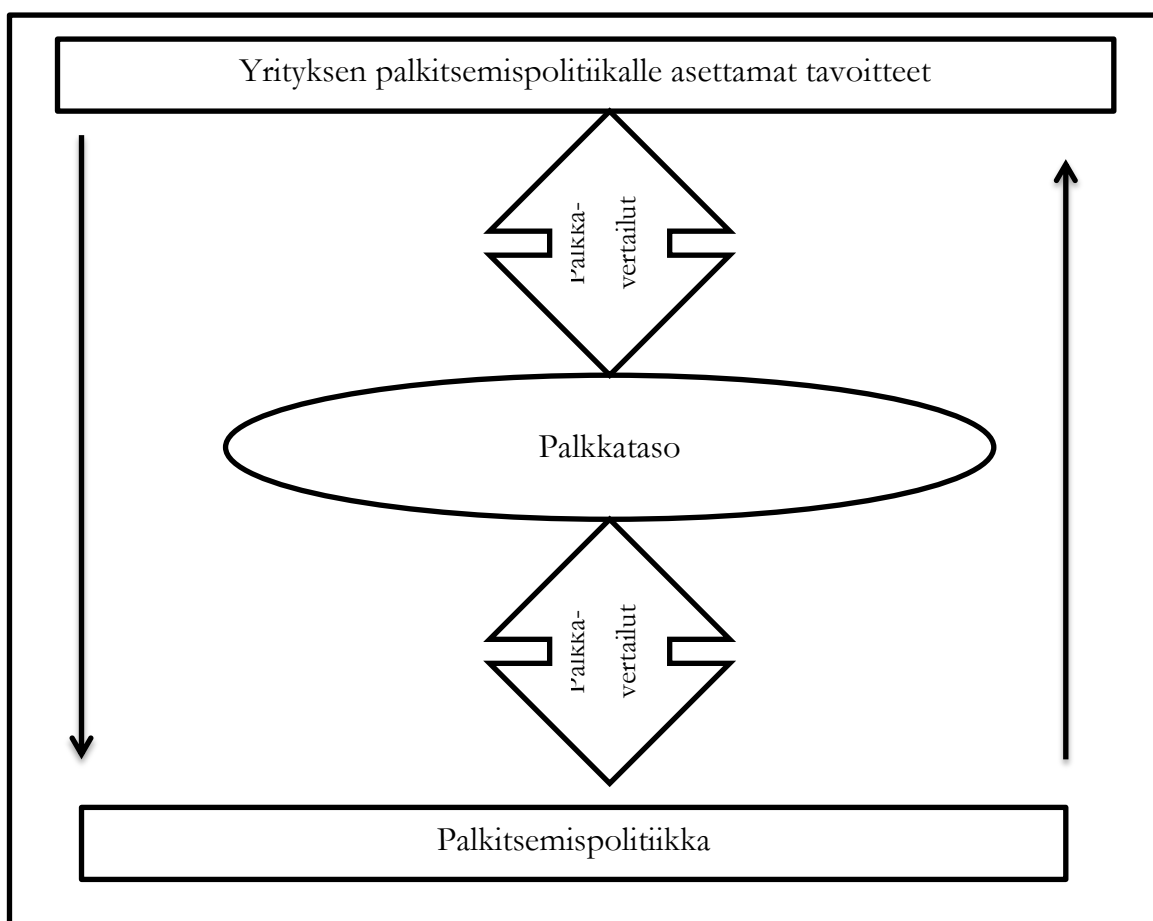 Yrityksen palkitsemispolitiikalle asettamat tavoitteet
Palkka-
vertailut
Palkkataso
Palkka-
vertailut
Palkitsemispolitiikka